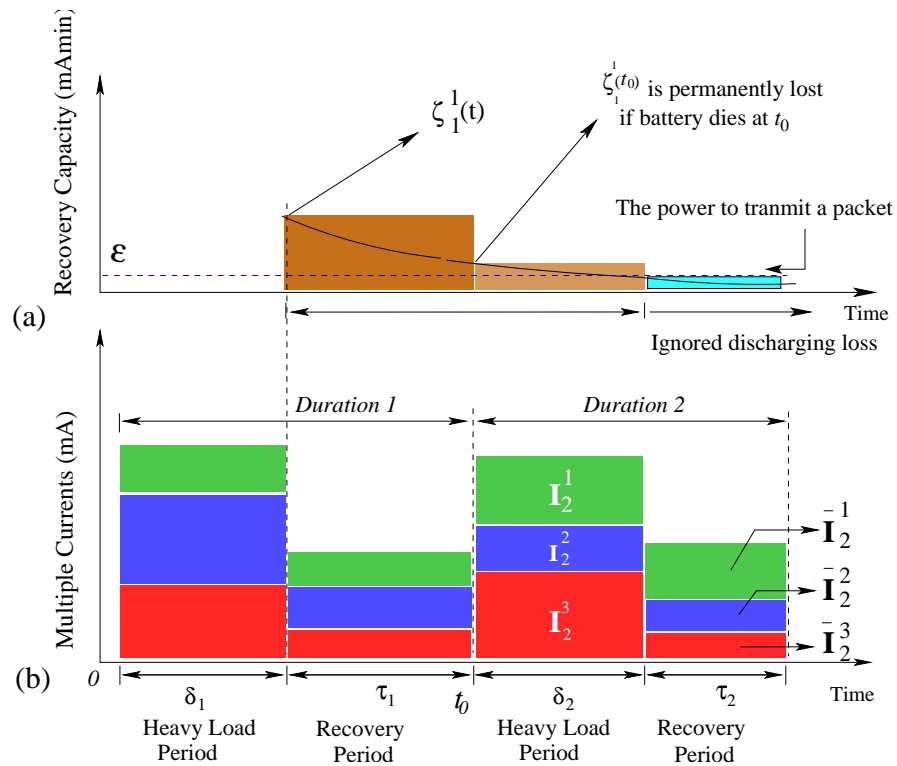 Recovery Capacity (mAmin)
ζ₁¹(t)
ζ₁¹(t₀) is permanently lost
if battery dies at t₀
The power to tranmit a packet
ε
(a)
Time
Ignored discharging loss
Multiple Currents (mA)
Duration 1
Duration 2
I₂¹
I₂²
I₂³
Ī₂¹
Ī₂²
Ī₂³
(b)
0
δ₁
τ₁
t₀
δ₂
τ₂
Time
Heavy Load
Period
Recovery
Period
Heavy Load
Period
Recovery
Period